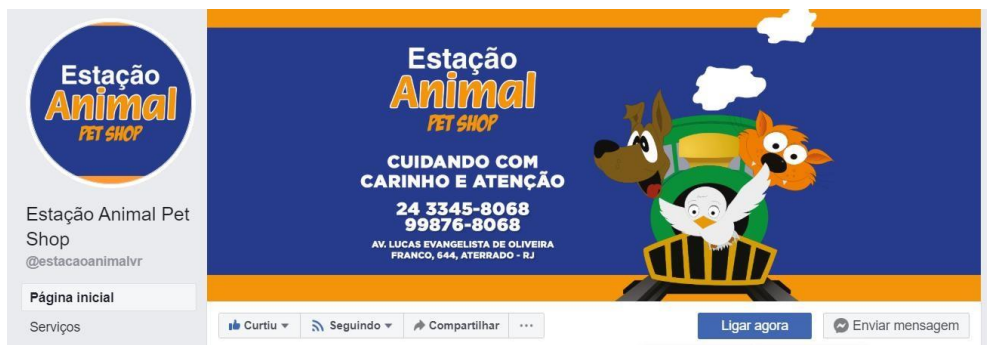 Estação
Animal
PET SHOP
Estação Animal Pet
Shop
@estacaoanimalvr
Página inicial
Serviços
Estação
Animal
PET SHOP
CUIDANDO COM
CARINHO E ATENÇÃO
24 3345-8068
99876-8068
AV. LUCAS EVANGELISTA DE OLIVEIRA
FRANCO, 644, ATERRADO - RJ
Curtiu
Seguindo
Compartilhar
Ligar agora
Enviar mensagem